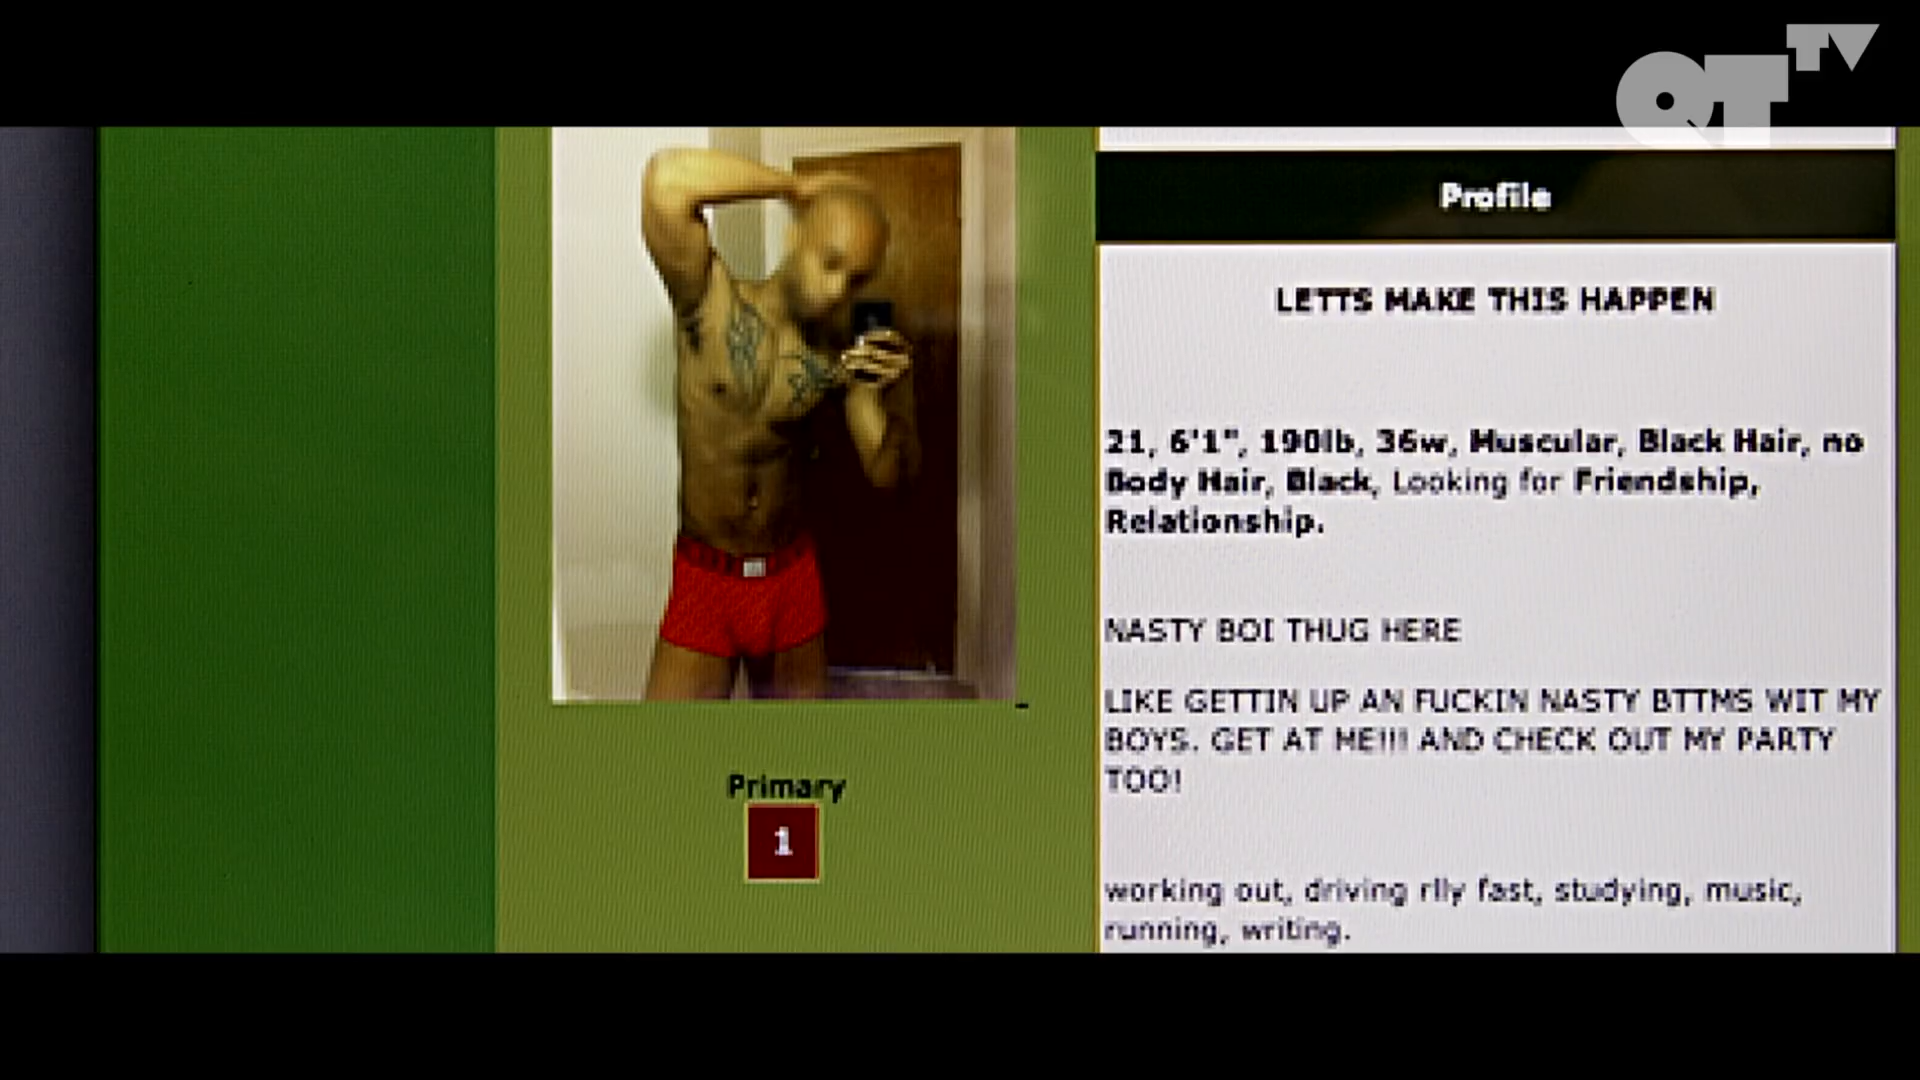 QT TV
Profile
LETTS MAKE THIS HAPPEN
21, 6'1", 190lb, 36w, Muscular, Black Hair, no
Body Hair, Black, Looking for Friendship,
Relationship.
NASTY BOI THUG HERE
LIKE GETTIN UP AN FUCKIN NASTY BTTMS WIT MY
BOYS. GET AT ME!!! AND CHECK OUT MY PARTY
TOO!
working out, driving rlly fast, studying, music,
running, writing.
Primary
1